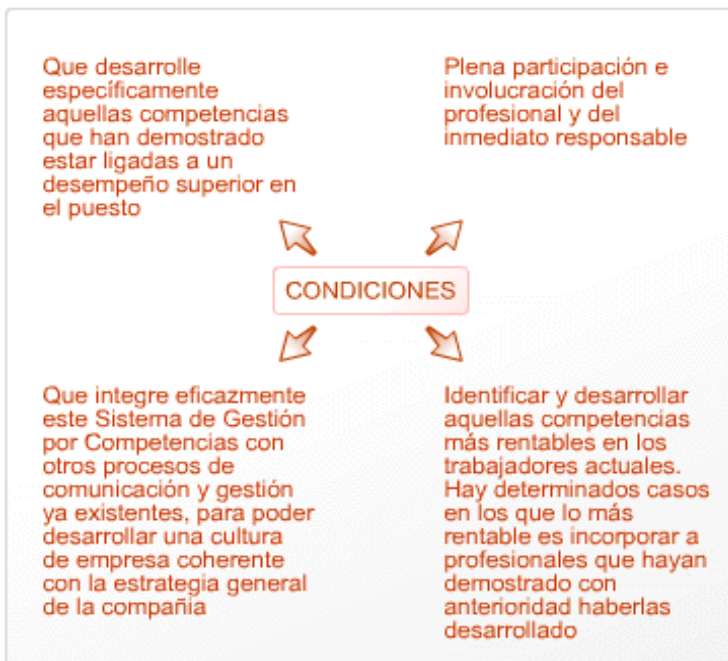 Que desarrolle
específicamente
aquellas competencias
que han demostrado
estar ligadas a un
desempeño superior en
el puesto
Plena participación e
involucración del
profesional y del
inmediato responsable
CONDICIONES
Que integre eficazmente
este Sistema de Gestión
por Competencias con
otros procesos de
comunicación y gestión
ya existentes, para poder
desarrollar una cultura
de empresa coherente
con la estrategia general
de la compañia
Identificar y desarrollar
aquellas competencias
más rentables en los
trabajadores actuales.
Hay determinados casos
en los que lo más
rentable es incorporar a
profesionales que hayan
demostrado con
anterioridad haberlas
desarrollado